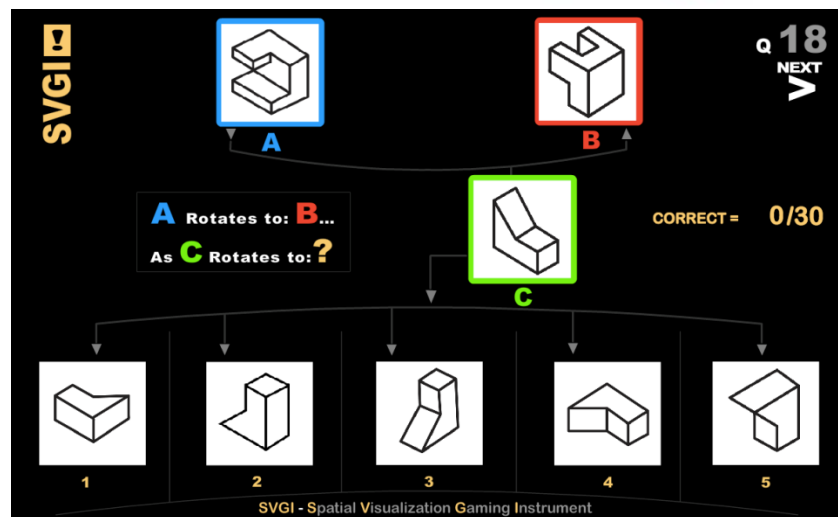 SVGI!
Q 18
NEXT
>
A
B
A Rotates to: B...
As C Rotates to: ?
CORRECT = 0/30
C
1 2 3 4 5
SVGI - Spatial Visualization Gaming Instrument